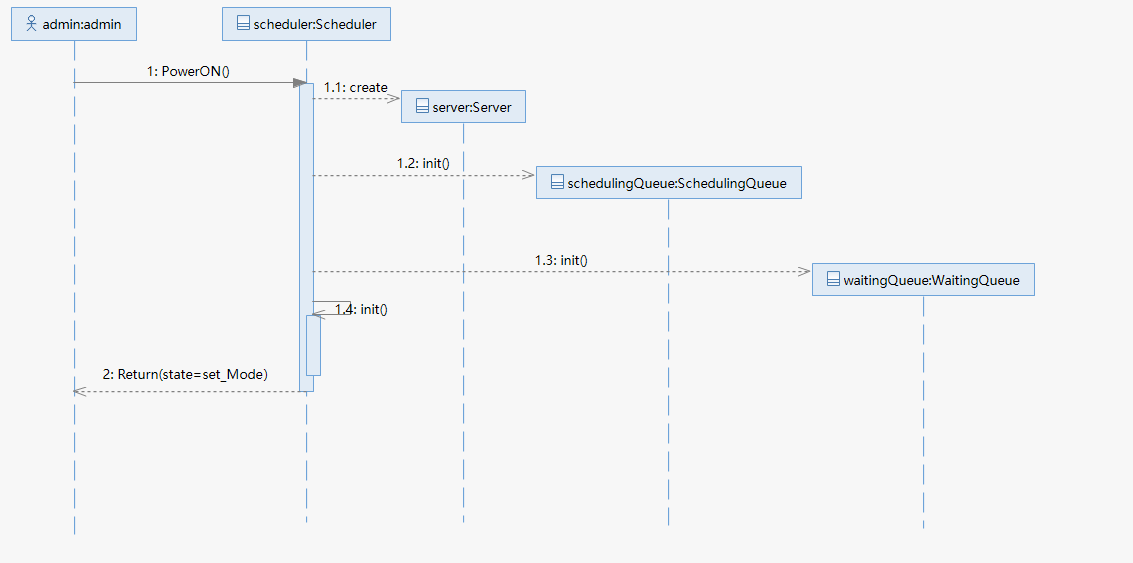 admin:admin
scheduler:Scheduler
1: PowerON()
1.1: create
server:Server
1.2: init()
schedulingQueue:SchedulingQueue
1.3: init()
waitingQueue:WaitingQueue
1.4: init()
2: Return(state=set_Mode)